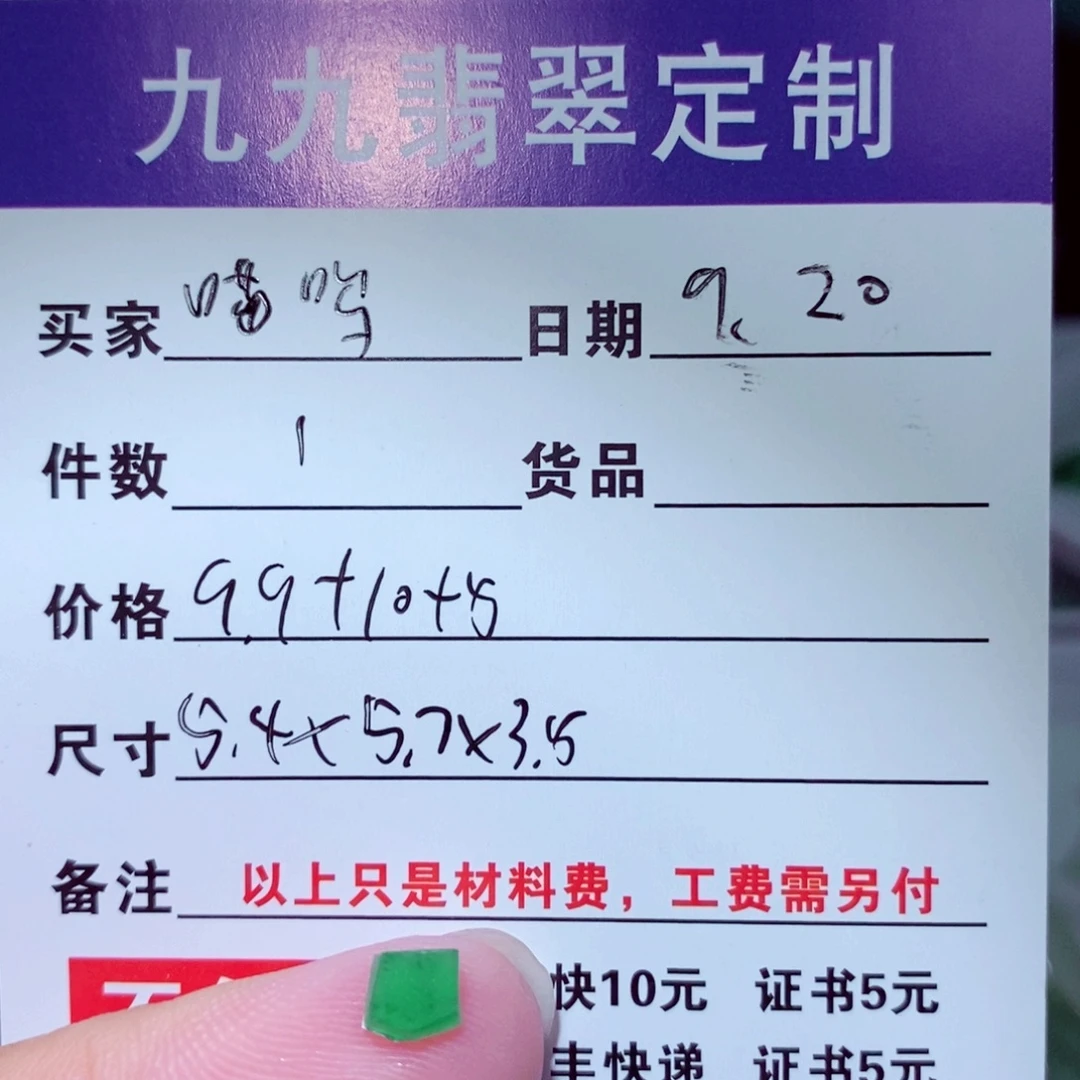 九九翡翠定制
买家 喵呜 日期 9.20
件数 1 货品
价格 9.9+10+5
尺寸 5.4×5.7×3.5
备注 以上只是材料费，工费需另付
快10元 证书5元
丰快递 证书5元